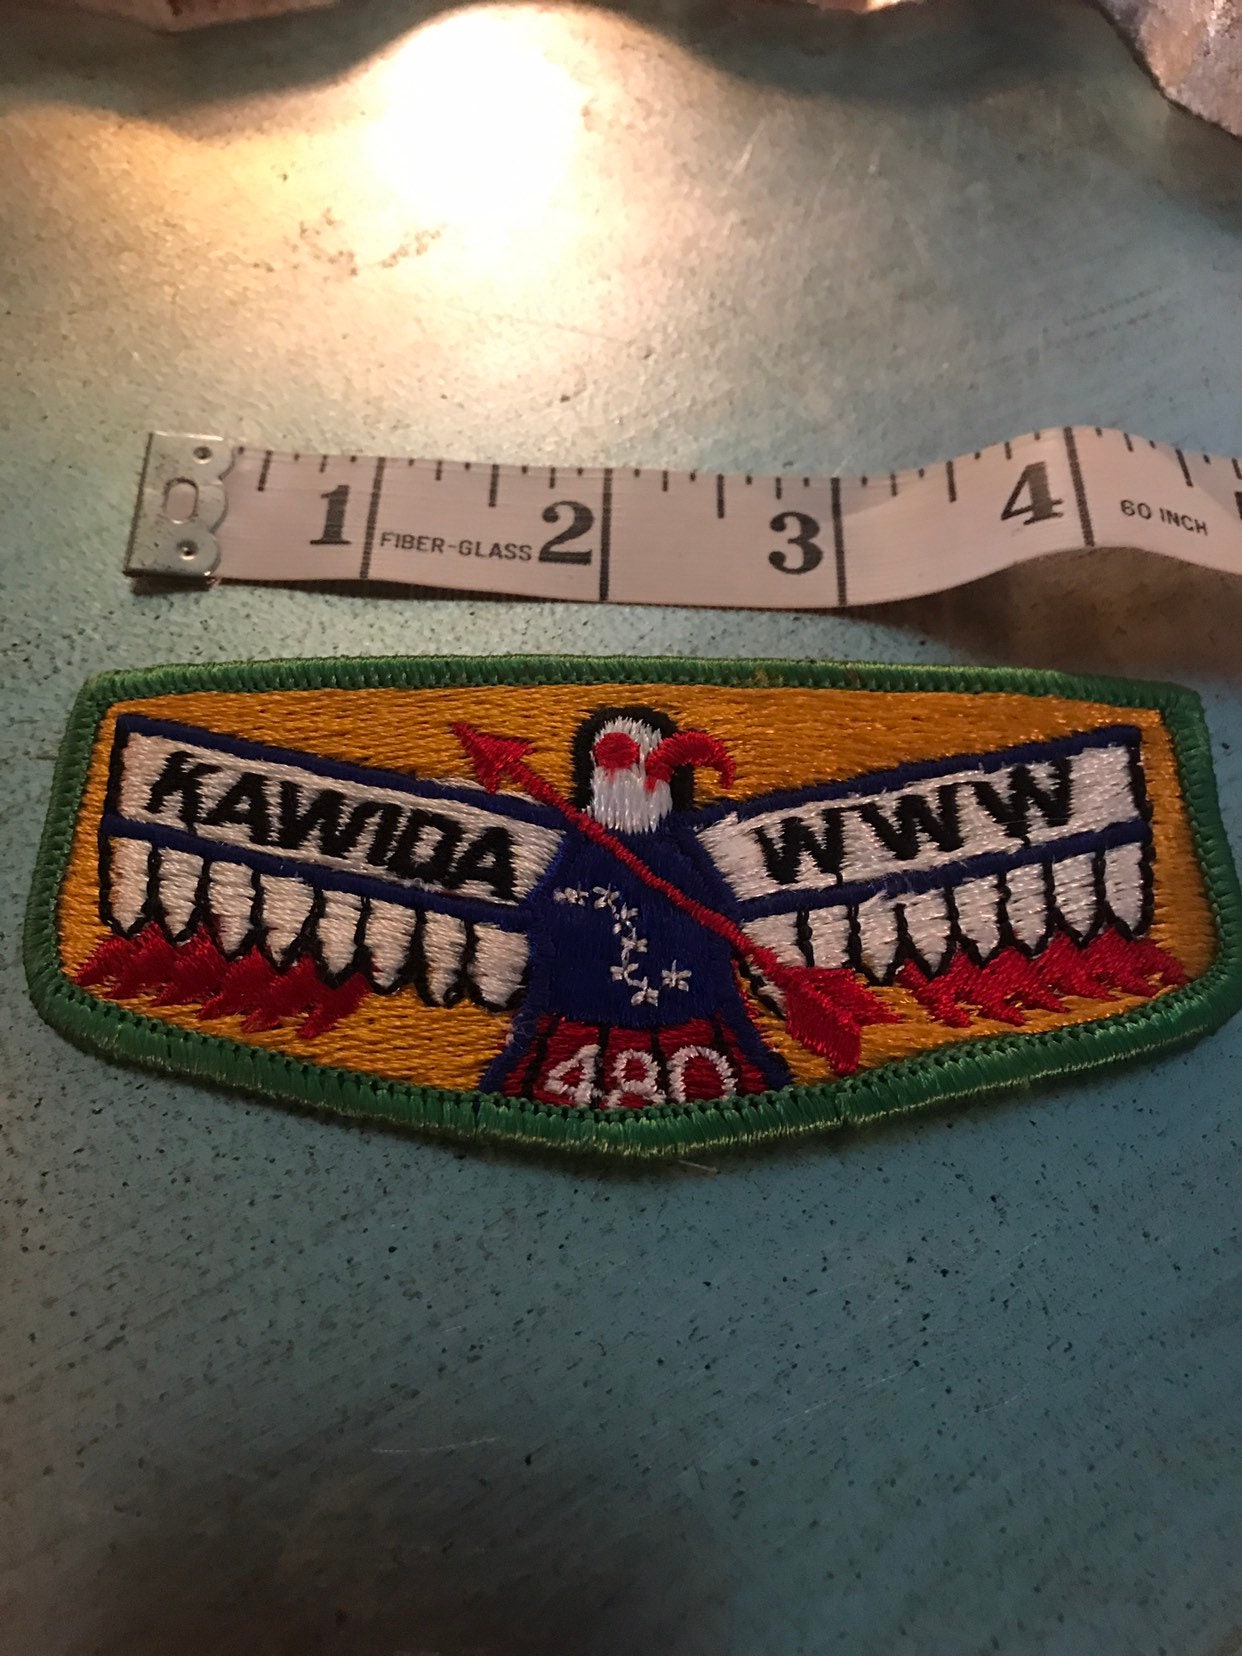 1 FIBER-GLASS 2 3 4 60 INCH
KAWIDA WWW
480